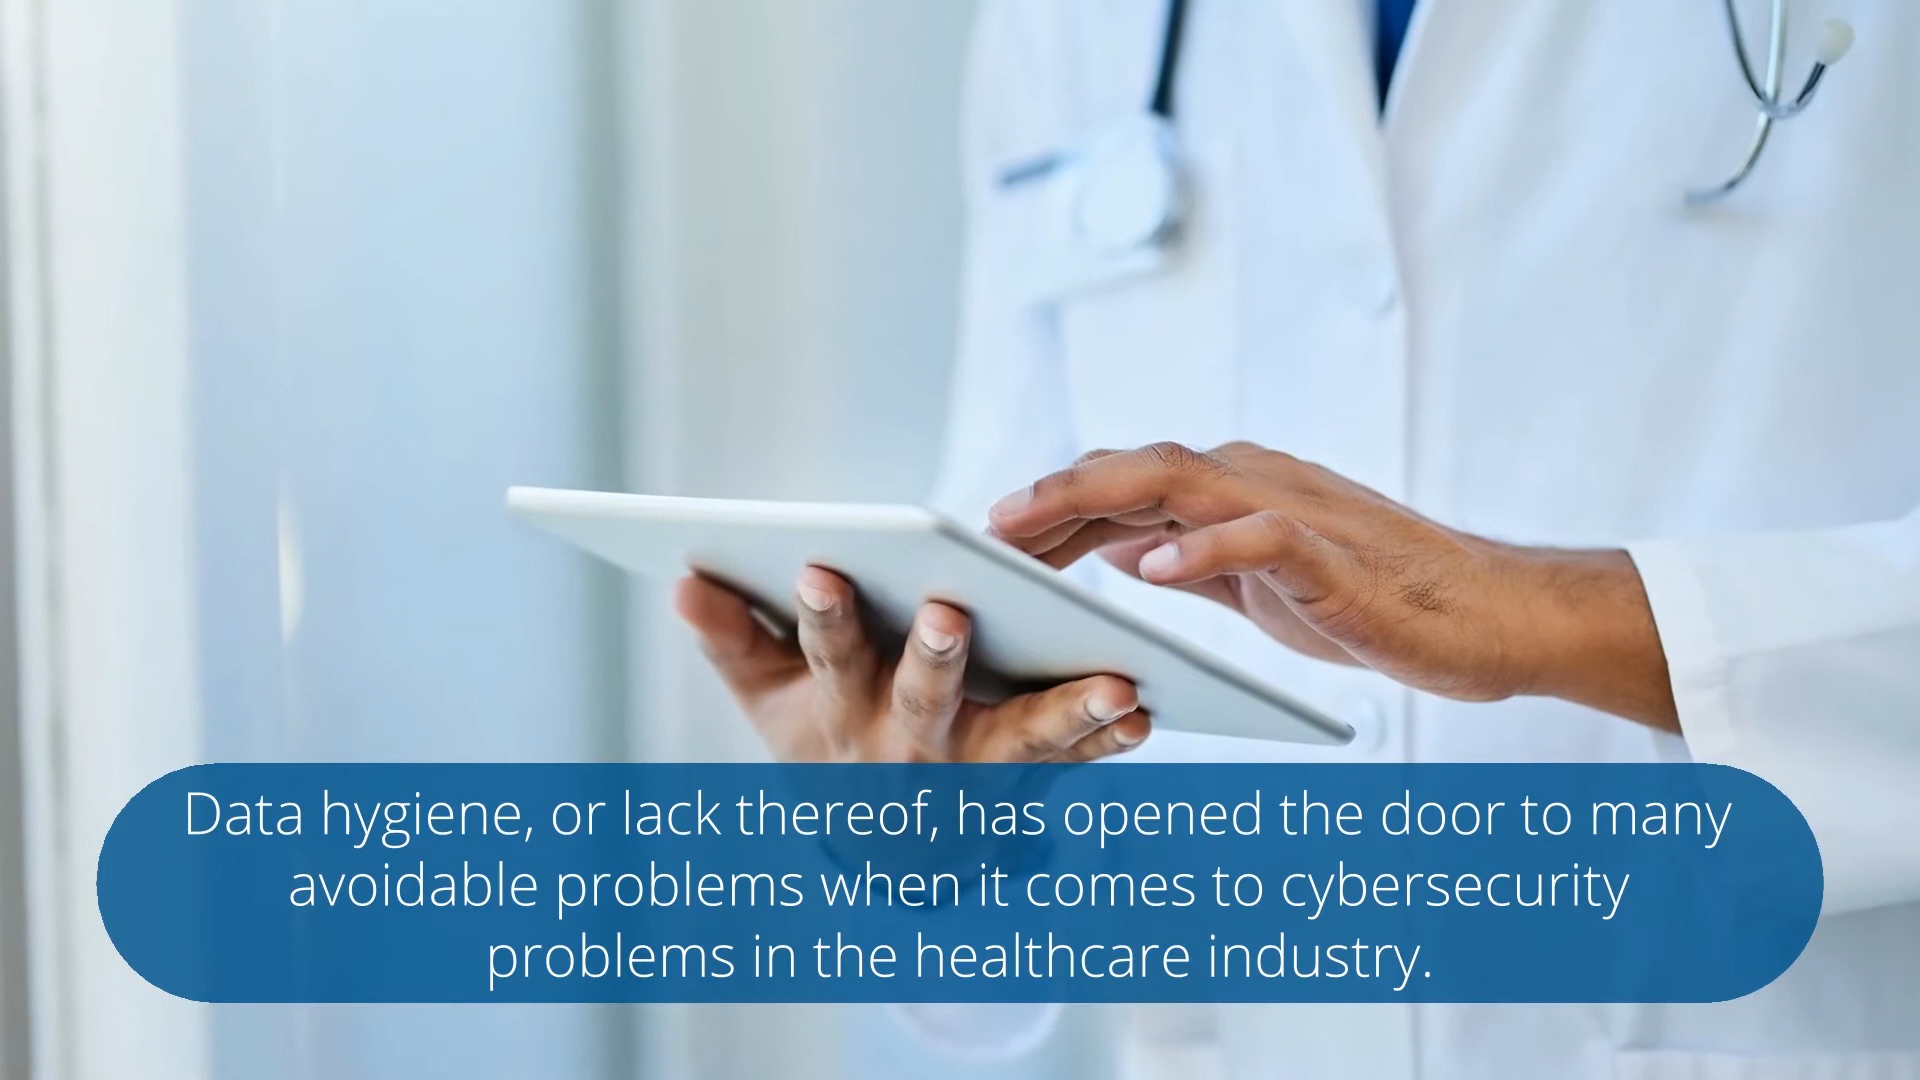 Data hygiene, or lack thereof, has opened the door to many
avoidable problems when it comes to cybersecurity
problems in the healthcare industry.